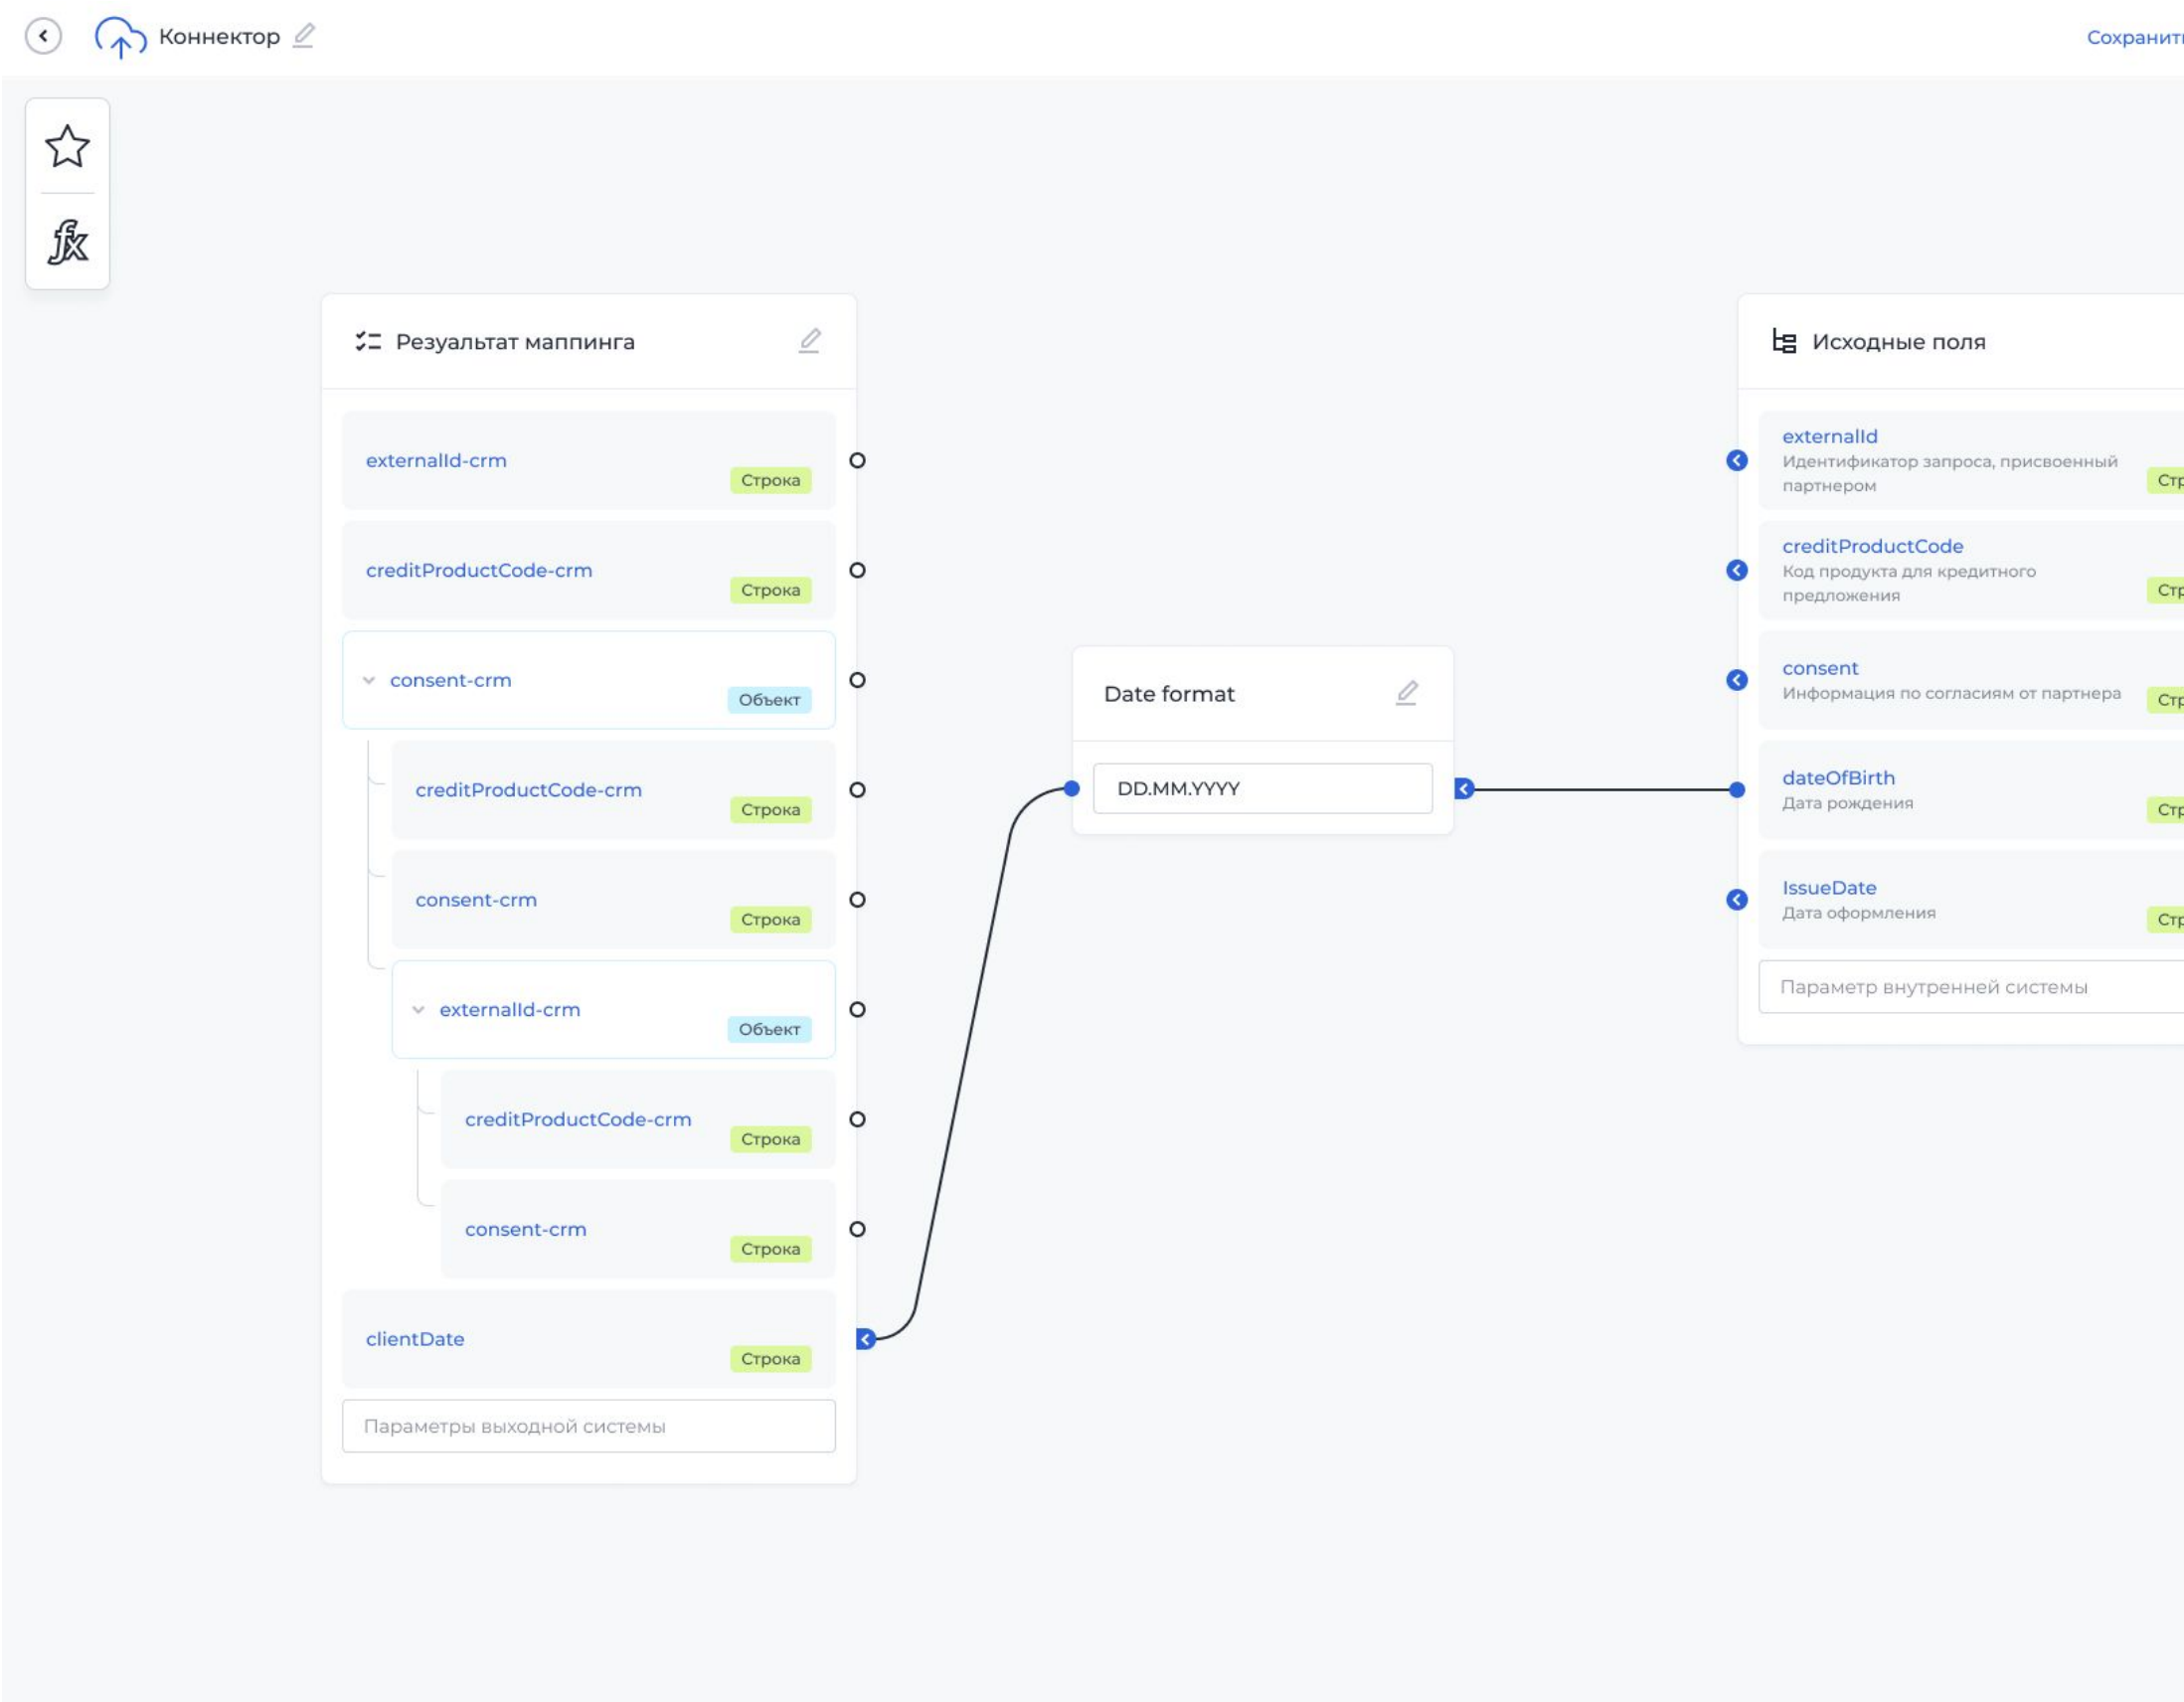 Коннектор
Сохранить
Результат маппинга
externalId-crm
Строка
creditProductCode-crm
Строка
consent-crm
Объект
creditProductCode-crm
Строка
consent-crm
Строка
externalId-crm
Объект
creditProductCode-crm
Строка
consent-crm
Строка
clientDate
Строка
Параметры выходной системы
Date format
DD.MM.YYYY
Исходные поля
externalId
Идентификатор запроса, присвоенный
партнером
Стр
creditProductCode
Код продукта для кредитного
предложения
Стр
consent
Информация по согласиям от партнера
Стр
dateOfBirth
Дата рождения
Стр
IssueDate
Дата оформления
Стр
Параметр внутренней системы